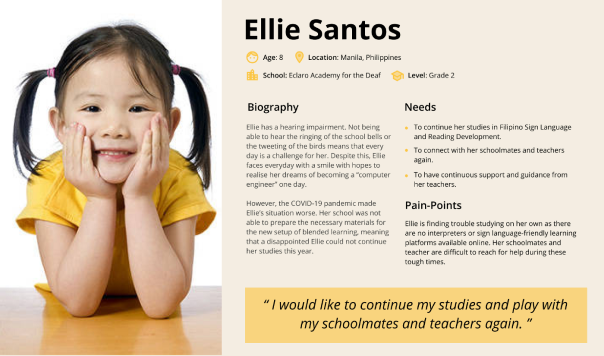 Ellie Santos
Age: 8 Location: Manila, Philippines
School: Eclaro Academy for the Deaf Level: Grade 2
Biography
Ellie has a hearing impairment. Not being
able to hear the ringing of the school bells or
the tweeting of the birds means that every
day is a challenge for her. Despite this, Ellie
faces everyday with a smile with hopes to
realise her dreams of becoming a "computer
engineer" one day.
However, the COVID-19 pandemic made
Ellie's situation worse. Her school was not
able to prepare the necessary materials for
the new setup of blended learning, meaning
that a disappointed Ellie could not continue
her studies this year.
Needs
To continue her studies in Filipino Sign Language
and Reading Development.
To connect with her schoolmates and teachers
again.
To have continuous support and guidance from
her teachers.
Pain-Points
Ellie is finding trouble studying on her own as there
are no interpreters or sign language-friendly learning
platforms available online. Her schoolmates and
teacher are difficult to reach for help during these
tough times.
" I would like to continue my studies and play with
my schoolmates and teachers again. "